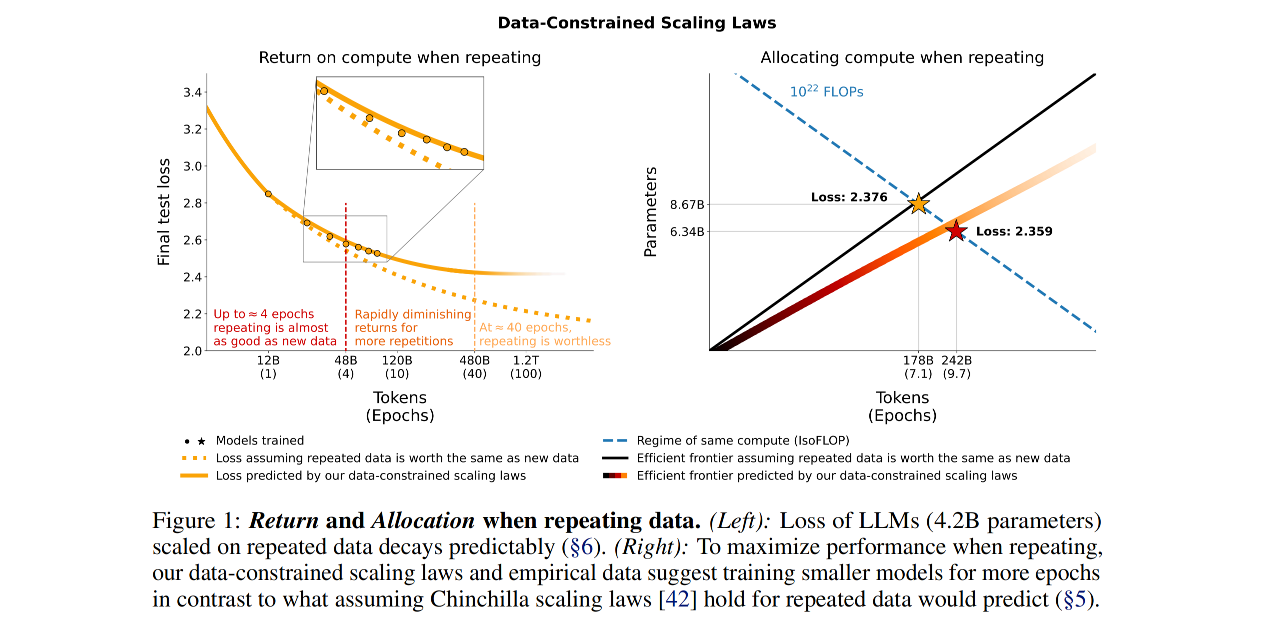 Data-Constrained Scaling Laws
Return on compute when repeating
Final test loss
3.4
3.2
3.0
2.8
2.6
2.4
2.2
2.0
Up to ≈ 4 epochs
repeating is almost
as good as new data
Rapidly diminishing
returns for
more repetitions
At ≈ 40 epochs,
repeating is worthless
12B
(1)
48B
(4)
120B
(10)
480B
(40)
1.2T
(100)
Tokens
(Epochs)
Allocating compute when repeating
Parameters
10²² FLOPs
8.67B
6.34B
Loss: 2.376
Loss: 2.359
178B
(7.1)
242B
(9.7)
Tokens
(Epochs)
Models trained
Loss assuming repeated data is worth the same as new data
Loss predicted by our data-constrained scaling laws
Regime of same compute (IsoFLOP)
Efficient frontier assuming repeated data is worth the same as new data
Efficient frontier predicted by our data-constrained scaling laws
Figure 1: Return and Allocation when repeating data. (Left): Loss of LLMs (4.2B parameters)
scaled on repeated data decays predictably (§6). (Right): To maximize performance when repeating,
our data-constrained scaling laws and empirical data suggest training smaller models for more epochs
in contrast to what assuming Chinchilla scaling laws [42] hold for repeated data would predict (§5).